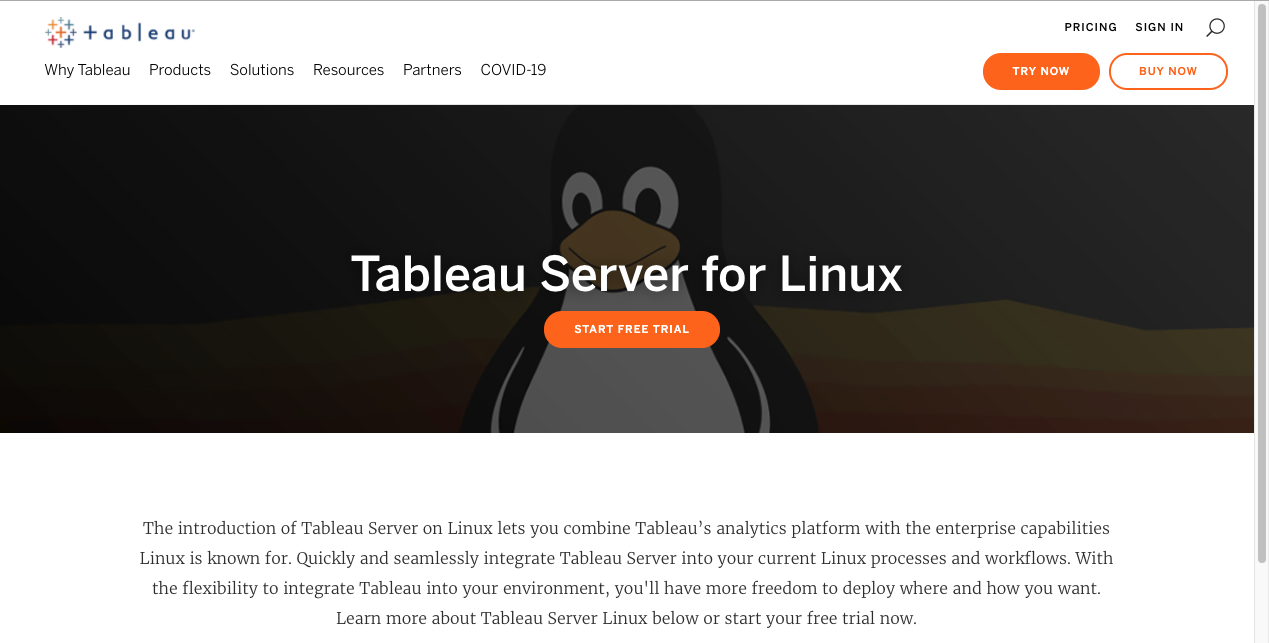 +ableau
PRICING SIGN IN
Why Tableau Products Solutions Resources Partners COVID-19
TRY NOW BUY NOW
Tableau Server for Linux
START FREE TRIAL
The introduction of Tableau Server on Linux lets you combine Tableau’s analytics platform with the enterprise capabilities
Linux is known for. Quickly and seamlessly integrate Tableau Server into your current Linux processes and workflows. With
the flexibility to integrate Tableau into your environment, you'll have more freedom to deploy where and how you want.
Learn more about Tableau Server Linux below or start your free trial now.